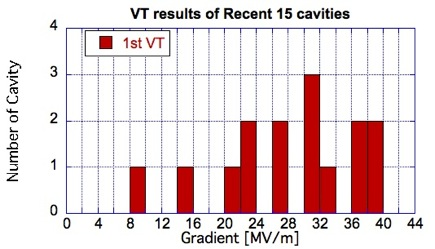 VT results of Recent 15 cavities
4
3
2
1
0
Number of Cavity
1st VT
0 4 8 12 16 20 24 28 32 36 40 44
Gradient [MV/m]